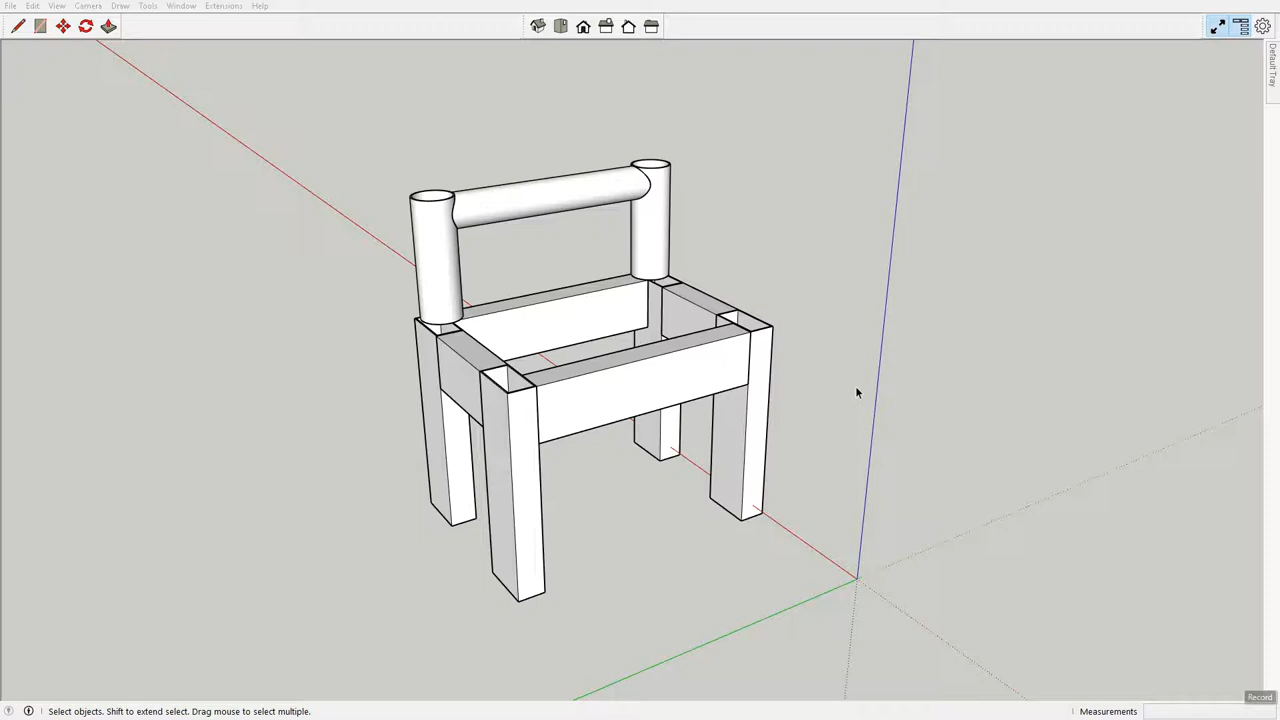 File Edit View Camera Draw Tools Window Extensions Help
Default Tray
Record
Select objects. Shift to extend select. Drag mouse to select multiple.
Measurements